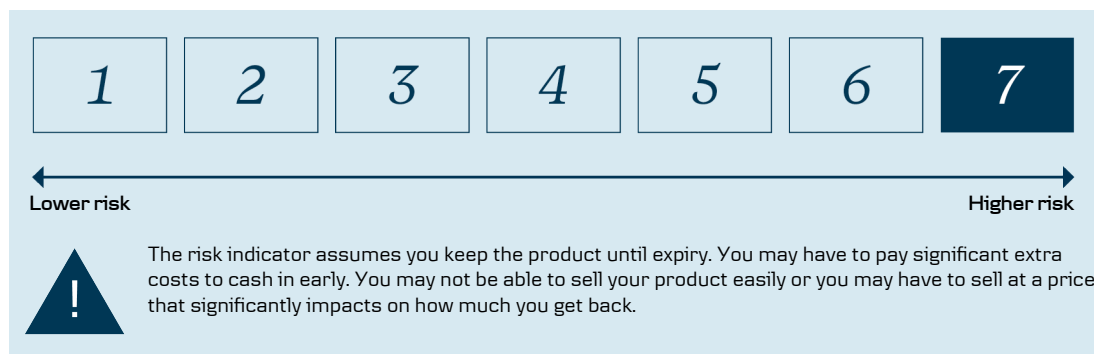 1 2 3 4 5 6 7
Lower risk Higher risk
The risk indicator assumes you keep the product until expiry. You may have to pay significant extra
! costs to cash in early. You may not be able to sell your product easily or you may have to sell at a price
that significantly impacts on how much you get back.